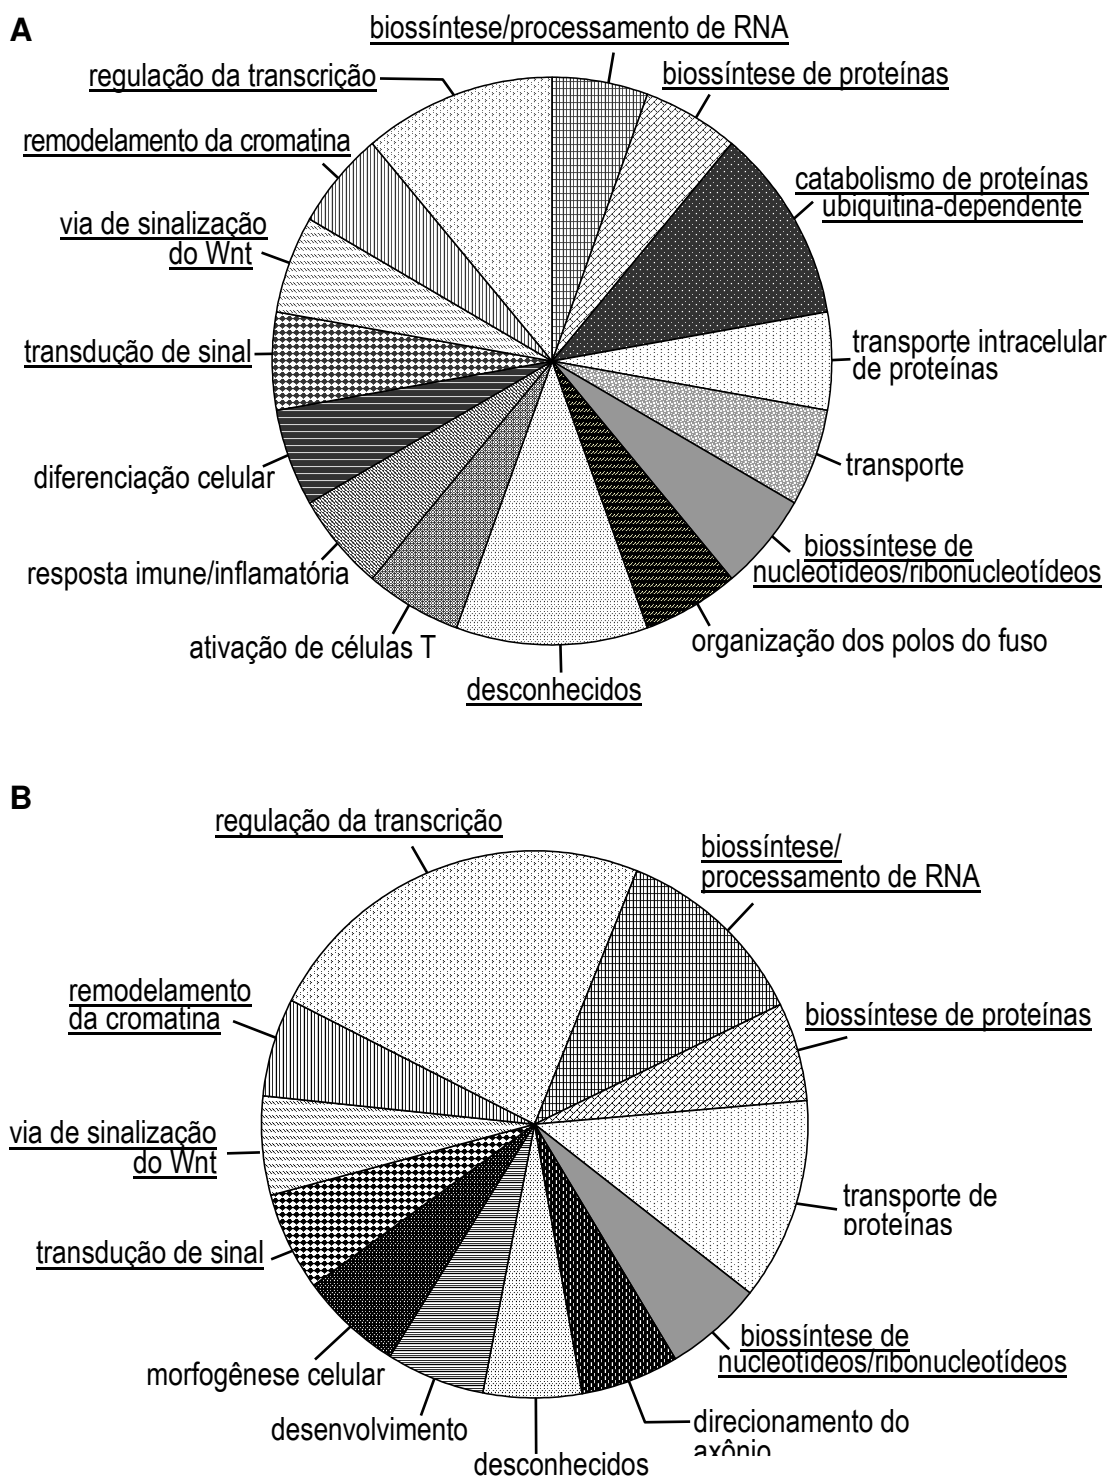 A
biossíntese/processamento de RNA
regulação da transcrição
biossíntese de proteínas
remodelamento da cromatina
catabolismo de proteínas
ubiquitina-dependente
via de sinalização
do Wnt
transporte intracelular
de proteínas
transdução de sinal
transporte
diferenciação celular
biossíntese de
nucleotídeos/ribonucleotídeos
resposta imune/inflamatória
organização dos polos do fuso
ativação de células T
desconhecidos
B
regulação da transcrição
biossíntese/
processamento de RNA
remodelamento
da cromatina
biossíntese de proteínas
via de sinalização
do Wnt
transporte de
proteínas
transdução de sinal
biossíntese de
nucleotídeos/ribonucleotídeos
morfogênese celular
direcionamento do
axônio
desenvolvimento
desconhecidos